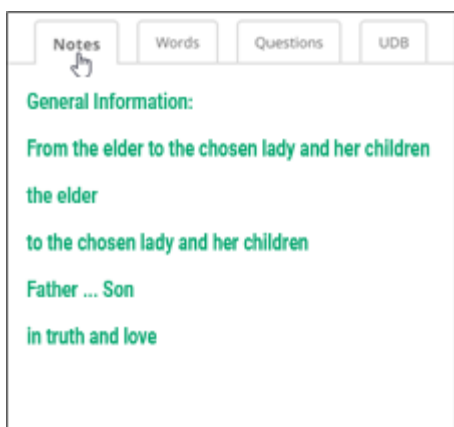 Notes Words Questions UDB
General Information:
From the elder to the chosen lady and her children
the elder
to the chosen lady and her children
Father ... Son
in truth and love